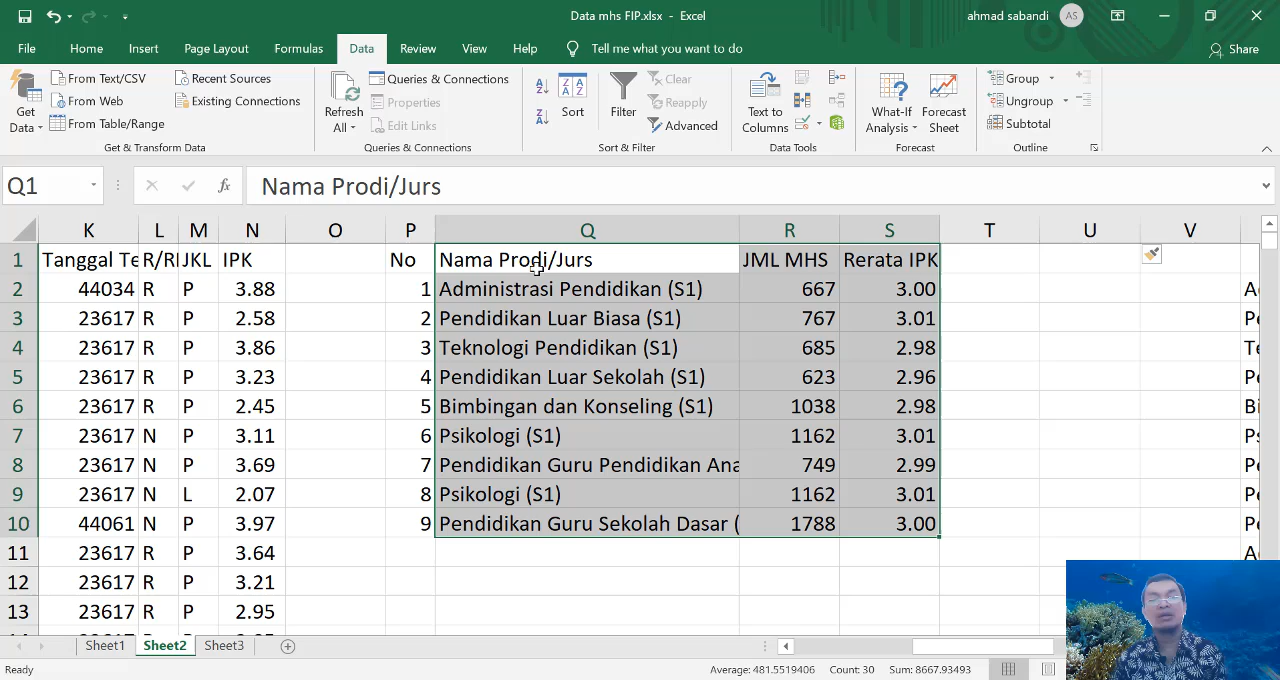 Data mhs FIP.xlsx - Excel
ahmad sabandi AS
File Home Insert Page Layout Formulas Data Review View Help Tell me what you want to do Share
Get Data
From Text/CSV
From Web
From Table/Range
Recent Sources
Existing Connections
Get & Transform Data
Refresh All
Queries & Connections
Properties
Edit Links
Queries & Connections
Sort
Filter
Clear
Reapply
Advanced
Sort & Filter
Text to Columns
Data Tools
What-If Analysis
Forecast Sheet
Forecast
Group
Ungroup
Subtotal
Outline
Q1 fx Nama Prodi/Jurs
K L M N O P Q R S T U V
1 Tanggal Te R/R JKL IPK No Nama Prodi/Jurs JML MHS Rerata IPK
2 44034 R P 3.88 1 Administrasi Pendidikan (S1) 667 3.00
3 23617 R P 2.58 2 Pendidikan Luar Biasa (S1) 767 3.01
4 23617 R P 3.86 3 Teknologi Pendidikan (S1) 685 2.98
5 23617 R P 3.23 4 Pendidikan Luar Sekolah (S1) 623 2.96
6 23617 R P 2.45 5 Bimbingan dan Konseling (S1) 1038 2.98
7 23617 N P 3.11 6 Psikologi (S1) 1162 3.01
8 23617 N P 3.69 7 Pendidikan Guru Pendidikan Ana 749 2.99
9 23617 N L 2.07 8 Psikologi (S1) 1162 3.01
10 44061 N P 3.97 9 Pendidikan Guru Sekolah Dasar ( 1788 3.00
11 23617 R P 3.64
12 23617 R P 3.21
13 23617 R P 2.95
Sheet1 Sheet2 Sheet3
Ready Average: 481.5519406 Count: 30 Sum: 8667.93493